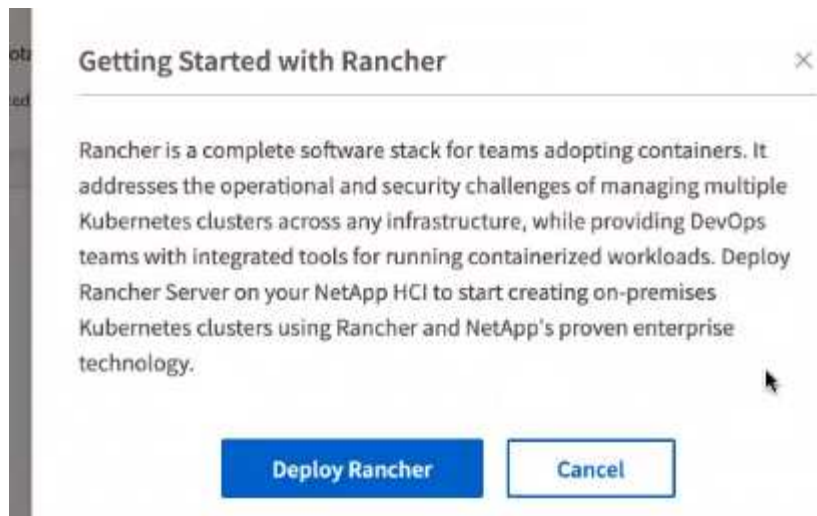 Getting Started with Rancher
Rancher is a complete software stack for teams adopting containers. It
addresses the operational and security challenges of managing multiple
Kubernetes clusters across any infrastructure, while providing DevOps
teams with integrated tools for running containerized workloads. Deploy
Rancher Server on your NetApp HCI to start creating on-premises
Kubernetes clusters using Rancher and NetApp's proven enterprise
technology.
Deploy Rancher
Cancel